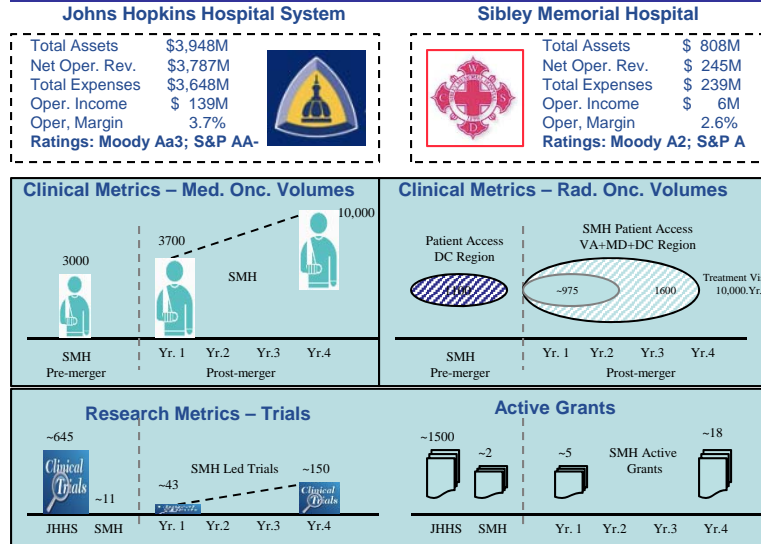 Johns Hopkins Hospital System
Total Assets $3,948M
Net Oper. Rev. $3,787M
Total Expenses $3,648M
Oper. Income $ 139M
Oper, Margin 3.7%
Ratings: Moody Aa3; S&P AA-
Sibley Memorial Hospital
W
C S
D
Total Assets $ 808M
Net Oper. Rev. $ 245M
Total Expenses $ 239M
Oper. Income $ 6M
Oper, Margin 2.6%
Ratings: Moody A2; S&P A
Clinical Metrics – Med. Onc. Volumes
3000
3700
10,000
SMH
Yr. 1 Yr.2 Yr.3 Yr.4
SMH
Pre-merger
Prost-merger
Clinical Metrics – Rad. Onc. Volumes
Patient Access
DC Region
SMH Patient Access
VA+MD+DC Region
~975
1600
Treatment Vis
10,000.Yr.
Yr. 1 Yr.2 Yr.3 Yr.4
SMH
Pre-merger
Prost-merger
Research Metrics – Trials
~645
Clinical
Trials
~11
~43
SMH Led Trials
~150
Clinical
Trials
JHHS SMH Yr. 1 Yr.2 Yr.3 Yr.4
Active Grants
~1500
~2
~5
SMH Active
Grants
~18
JHHS SMH Yr. 1 Yr.2 Yr.3 Yr.4